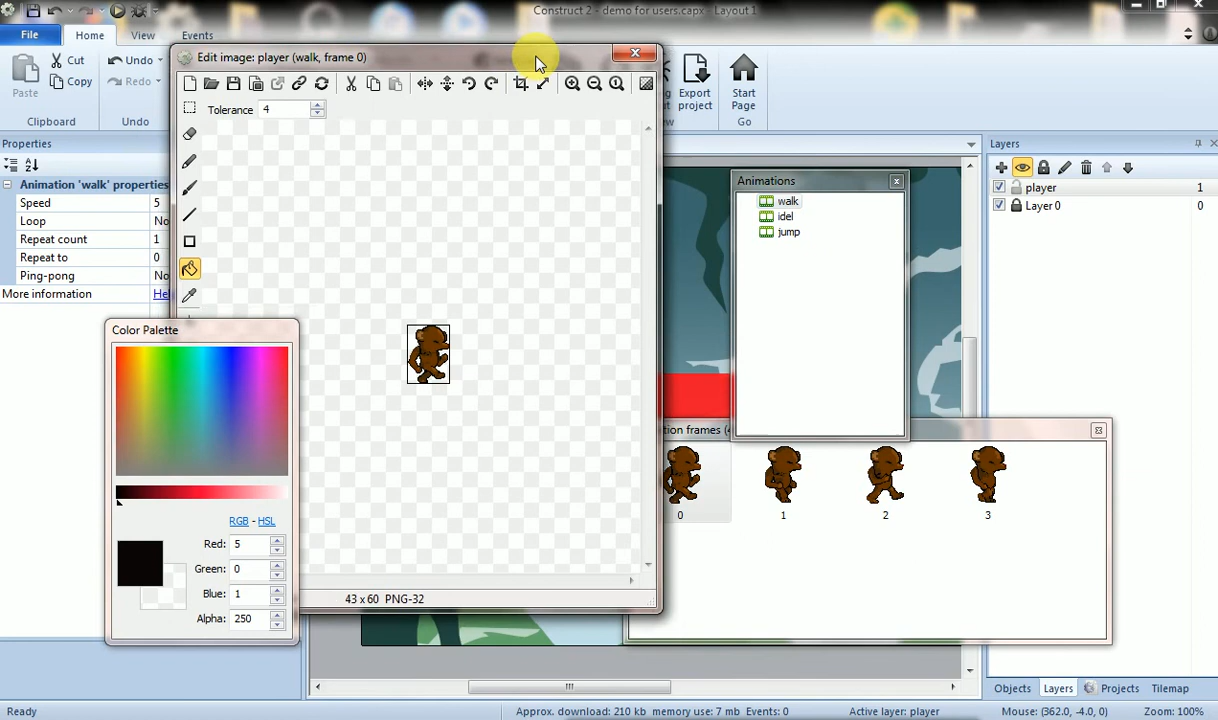 Construct 2 - demo for users.capx - Layout 1
File
Home
View
Events
Paste
Cut
Copy
Clipboard
Undo
Redo
Undo
Export
project
Start
Page
Go
Edit image: player (walk, frame 0)
Tolerance 4
Properties
Animation 'walk' properties
Speed 5
Loop No
Repeat count 1
Repeat to 0
Ping-pong No
More information
Color Palette
RGB - HSL
Red: 5
Green: 0
Blue: 1
Alpha: 250
43 x 60 PNG-32
Animations
walk
idel
jump
0
1
2
3
Layers
player 1
Layer 0 0
Objects
Layers
Projects
Tilemap
Ready
Approx. download: 210 kb
memory use: 7 mb
Events: 0
Active layer: player
Mouse: (362.0, -4.0, 0)
Zoom: 100%